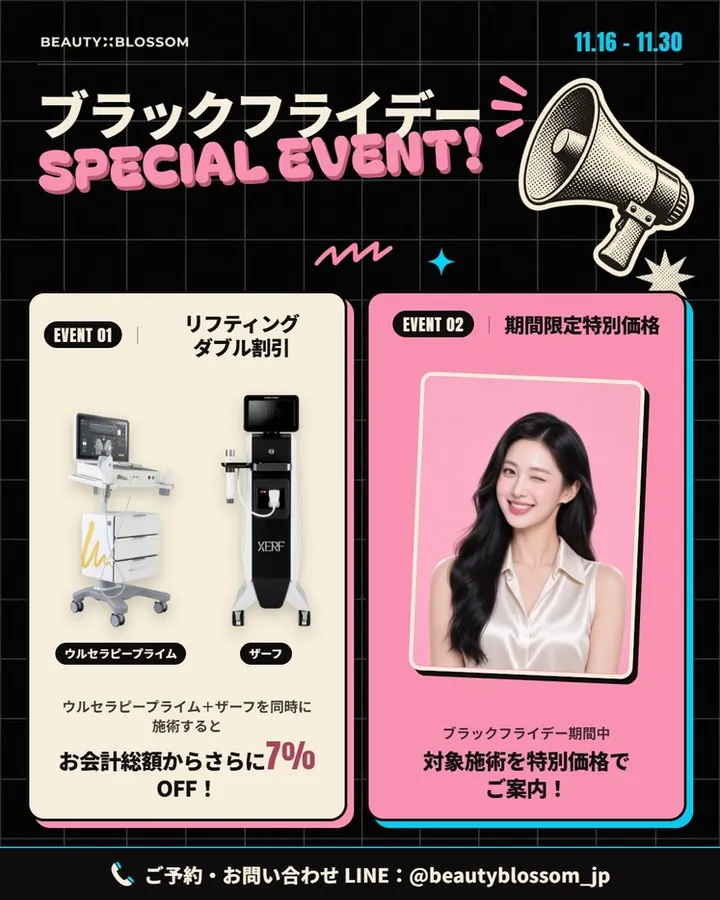 BEAUTY BLOSSOM
11.16 - 11.30
ブラックフライデー
SPECIAL EVENT!
EVENT 01
リフティング
ダブル割引
XERF
ウルセラピープライム
ザーフ
ウルセラピープライム＋ザーフを同時に
施術すると
お会計総額からさらに7%
OFF！
EVENT 02
期間限定特別価格
ブラックフライデー期間中
対象施術を特別価格で
ご案内！
ご予約・お問い合わせ LINE：@beautyblossom_jp